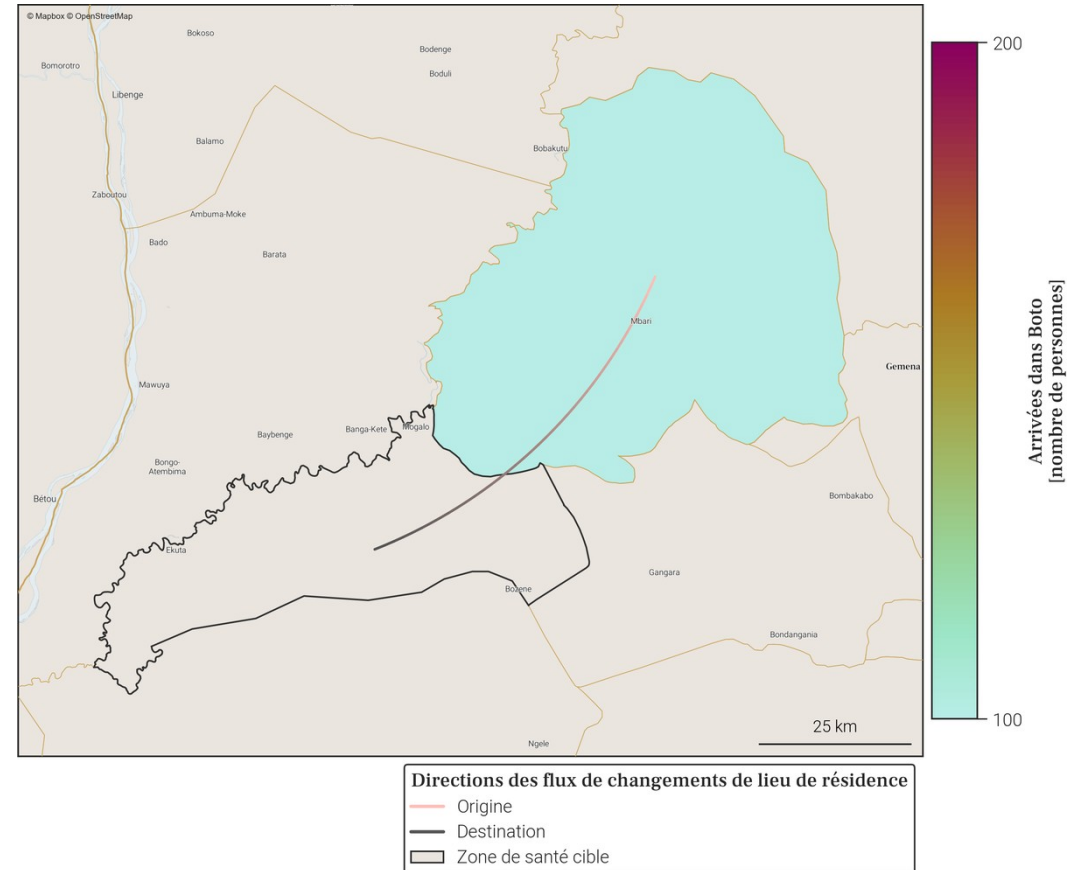 © Mapbox © OpenStreetMap
Bokoso
Bodenge
Bomorotro
Boduli
Libenge
Balamo
Bobakutu
Zaboutou
Ambuma-Moke
Bado
Barata
Mbari
Gemena
Mawuya
Banga-Kete
Mogalo
Baybenge
Bongo-
Atembima
Bétou
Bombakabo
Ekuta
Gangara
Bozene
Bondangania
Ngele
25 km
200
100
Arrivées dans Boto
[nombre de personnes]
Directions des flux de changements de lieu de résidence
Origine
Destination
Zone de santé cible